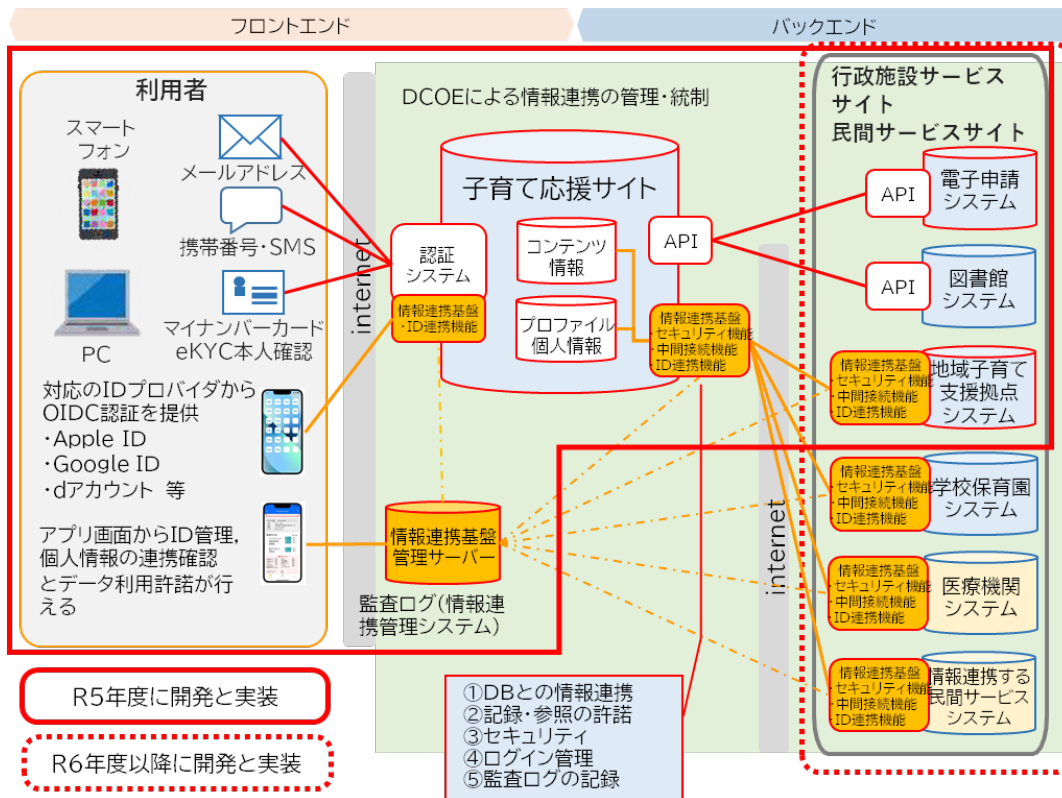 フロントエンド
バックエンド
利用者
スマート
フォン
メールアドレス
携帯番号・SMS
PC
マイナンバーカード
eKYC本人確認
対応のIDプロバイダから
OIDC認証を提供
・Apple ID
・Google ID
・dアカウント 等
アプリ画面からID管理,
個人情報の連携確認
とデータ利用許諾が行
える
internet
DCOEによる情報連携の管理・統制
子育て応援サイト
認証
システム
情報連携基盤
・ID連携機能
コンテンツ
情報
プロファイル
個人情報
API
情報連携基盤
・セキュリティ機能
・中間接続機能
・ID連携機能
情報連携基盤
管理サーバー
監査ログ(情報連
携管理システム)
internet
行政施設サービス
サイト
民間サービスサイト
API
電子申請
システム
API
図書館
システム
情報連携基盤
・セキュリティ機能
・中間接続機能
・ID連携機能
地域子育て
支援拠点
システム
情報連携基盤
・セキュリティ機能
・中間接続機能
・ID連携機能
学校保育園
システム
情報連携基盤
・セキュリティ機能
・中間接続機能
・ID連携機能
医療機関
システム
情報連携基盤
・セキュリティ機能
・中間接続機能
・ID連携機能
情報連携する
民間サービス
システム
R5年度に開発と実装
R6年度以降に開発と実装
①DBとの情報連携
②記録・参照の許諾
③セキュリティ
④ログイン管理
⑤監査ログの記録